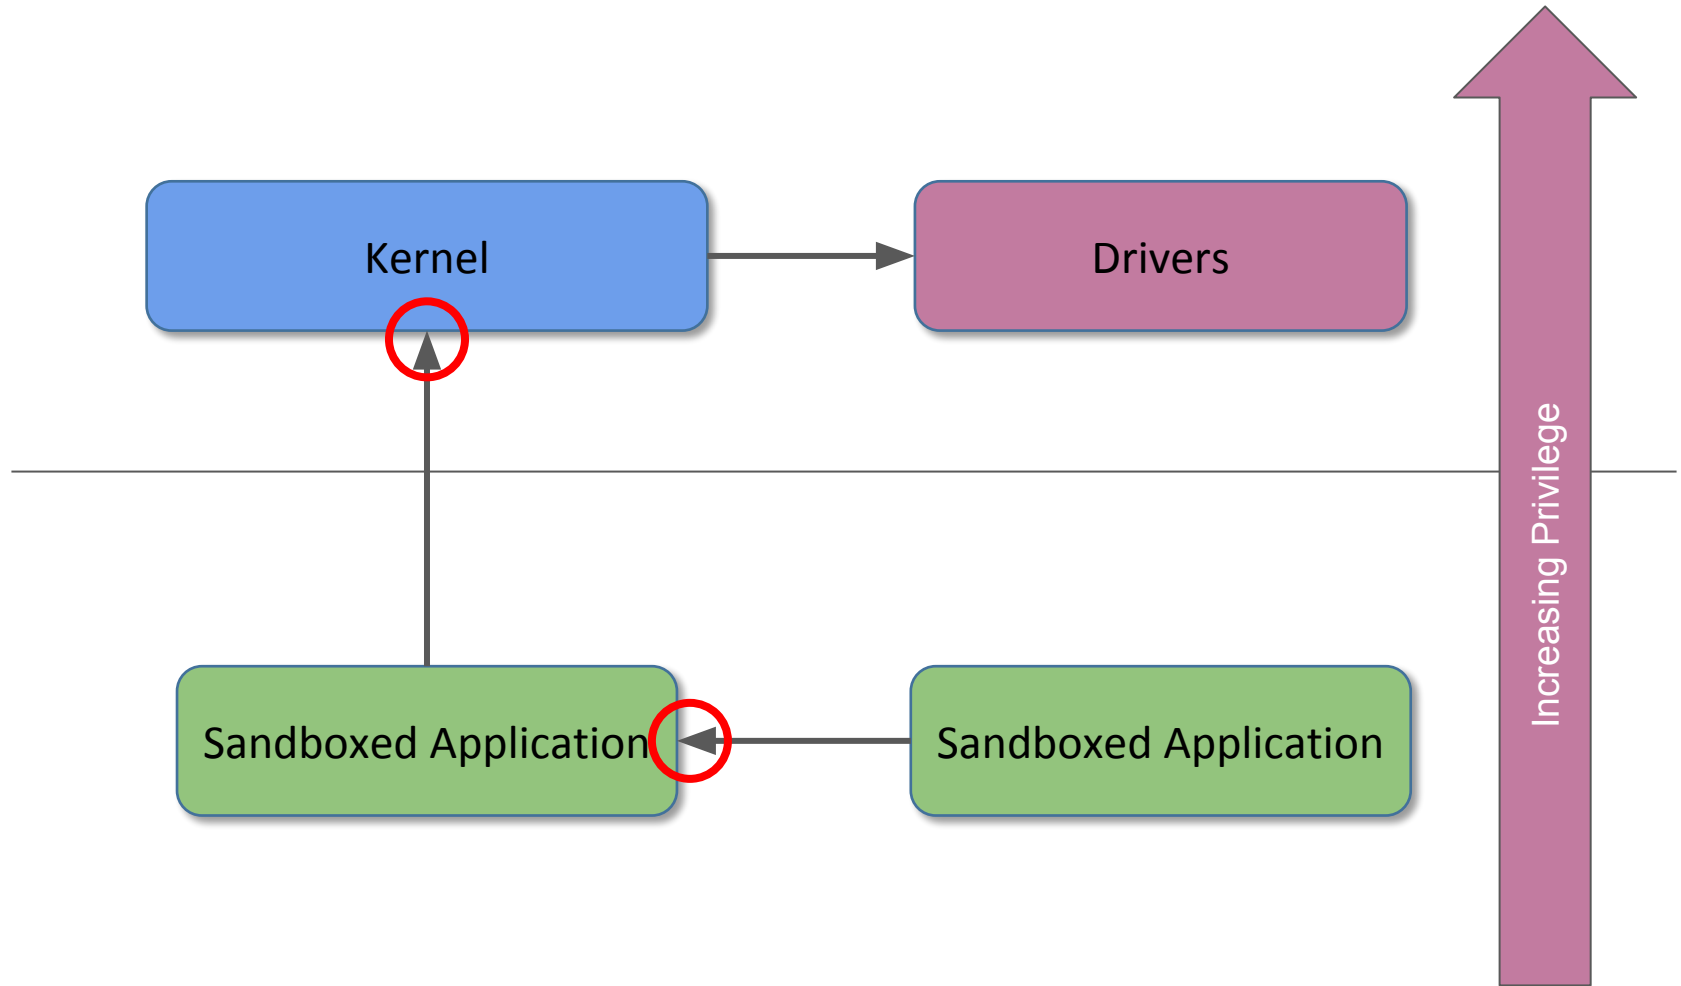 Kernel
Drivers
Increasing Privilege
Sandboxed Application
Sandboxed Application